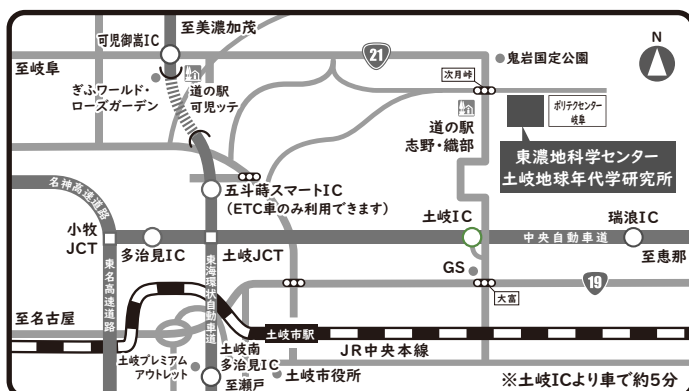 至美濃加茂
可児御嵩IC
至岐阜
21
鬼岩国定公園
N
ぎふワールド・
ローズガーデン
道の駅
可児ッテ
次月峠
道の駅
志野・織部
ポリテクセンター
岐阜
東濃地科学センター
土岐地球年代学研究所
名神高速道路
五斗蒔スマートIC
(ETC車のみ利用できます)
小牧
JCT
多治見IC
土岐JCT
土岐IC
中央自動車道
瑞浪IC
至恵那
東名高速道路
東海環状自動車道
GS
大富
19
至名古屋
土岐市駅
JR中央本線
土岐プレミアム
アウトレット
土岐南
多治見IC
至瀬戸
土岐市役所
※土岐ICより車で約5分